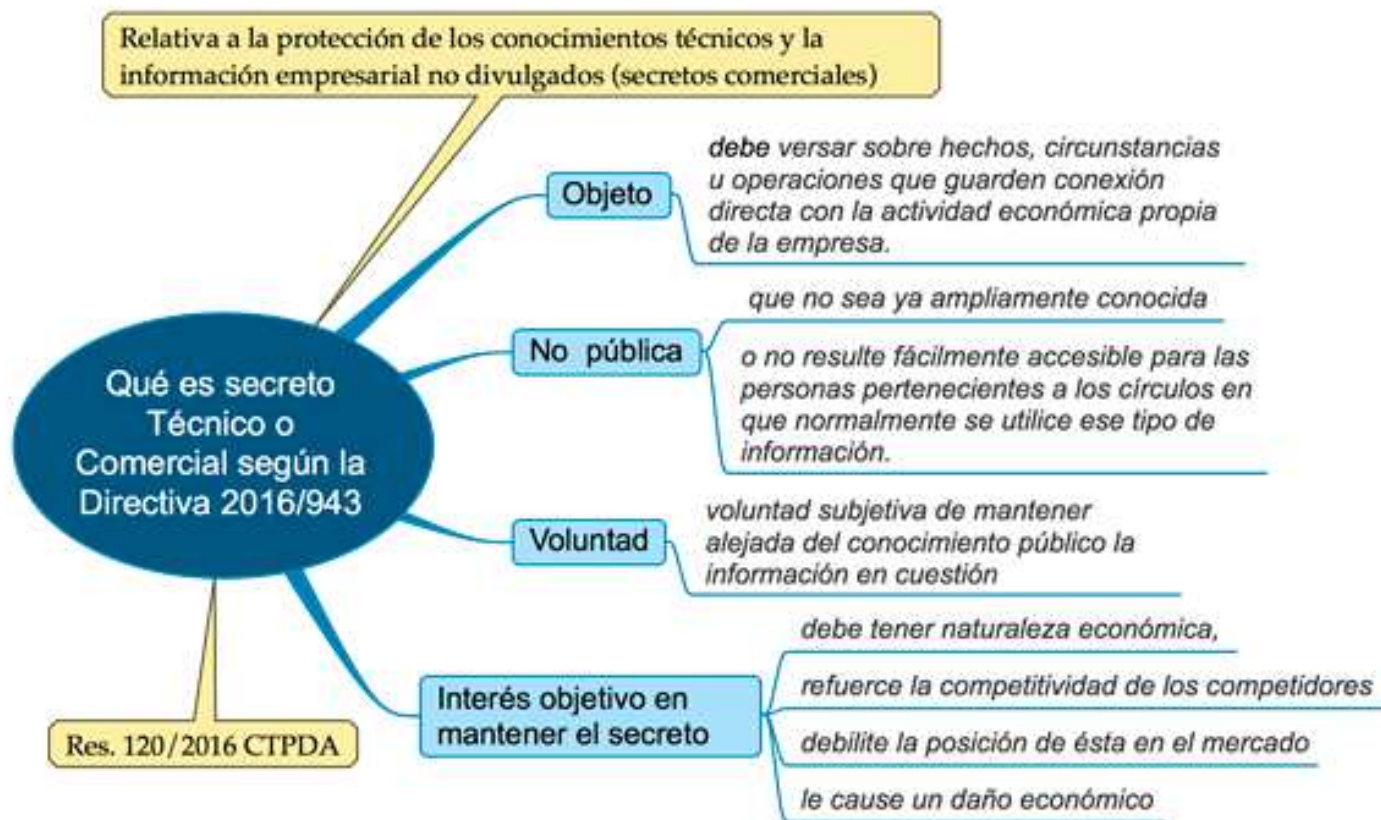 Relativa a la protección de los conocimientos técnicos y la
información empresarial no divulgados (secretos comerciales)
Qué es secreto
Técnico o
Comercial según la
Directiva 2016/943
Res. 120/2016 CTPDA
Objeto
debe versar sobre hechos, circunstancias
u operaciones que guarden conexión
directa con la actividad económica propia
de la empresa.
No pública
que no sea ya ampliamente conocida
o no resulte fácilmente accesible para las
personas pertenecientes a los círculos en
que normalmente se utilice ese tipo de
información.
Voluntad
voluntad subjetiva de mantener
alejada del conocimiento público la
información en cuestión
Interés objetivo en
mantener el secreto
debe tener naturaleza económica,
refuerce la competitividad de los competidores
debilite la posición de ésta en el mercado
le cause un daño económico